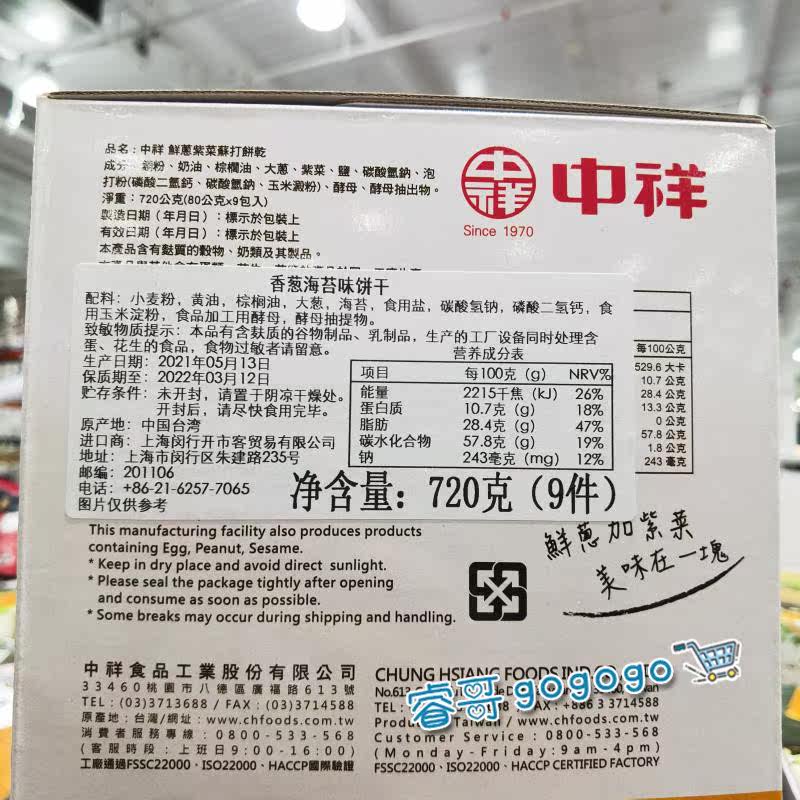 品名：中祥 鮮蔥紫菜蘇打餅乾
成分：麵粉、奶油、棕櫚油、大蔥、紫菜、鹽、碳酸氫鈉、泡
打粉(磷酸二氫鈣、碳酸氫鈉、玉米澱粉)、酵母、酵母抽出物。
淨重：720公克(80公克x9包入)
製造日期（年月日）：標示於包裝上
有效日期（年月日）：標示於包裝上
本產品含有麩質的穀物、奶類及其製品。
中祥
中祥
Since 1970
香葱海苔味饼干
配料：小麦粉，黄油，棕榈油，大葱，海苔，食用盐，碳酸氢钠，磷酸二氢钙，食
用玉米淀粉，食品加工用酵母，酵母抽提物。
致敏物质提示：本品含有麸质的谷物制品、乳制品，生产的工厂设备同时处理含
蛋、花生的食品，食物过敏者请留意。
生产日期：2021年05月13日
保质期至：2022年03月12日
贮存条件：未开封，请置于阴凉干燥处。
开封后，请尽快食用完毕。
原产地：中国台湾
进口商：上海闵行开市客贸易有限公司
地址：上海市闵行区朱建路235号
邮编：201106
电话：+86-21-6257-7065
图片仅供参考
营养成分表
项目 每100克（g） NRV%
能量 2215千焦（kJ） 26%
蛋白质 10.7克（g） 18%
脂肪 28.4克（g） 47%
碳水化合物 57.8克（g） 19%
钠 243毫克（mg） 12%
净含量：720克（9件）
每100公克
529.6 大卡
10.7 公克
28.4 公克
13.3 公克
0 公克
57.8 公克
1.8 公克
243 毫克
This manufacturing facility also produces products
containing Egg, Peanut, Sesame.
* Keep in dry place and avoid direct sunlight.
* Please seal the package tightly after opening
and consume as soon as possible.
* Some breaks may occur during shipping and handling.
鮮蔥加紫菜
美味在一塊
中祥食品工業股份有限公司
33460桃園市八德區廣福路613號
TEL：(03)3713688 / FAX：(03)3714588
原產地：台灣/網址：www.chfoods.com.tw
消費者服務專線：0800-533-568
(客服時段：上班日9:00-16:00)
工廠通過FSSC22000、ISO22000、HACCP國際驗證
CHUNG HSIANG FOODS IND
No.613
TEL：
FAX：+886 3 3714588
Taiwan / www.chfoods.com.tw
Customer Service：0800-533-568
(Monday-Friday:9am-4pm)
FSSC22000、ISO22000、HACCP CERTIFIED FACTORY
睿哥gogogo